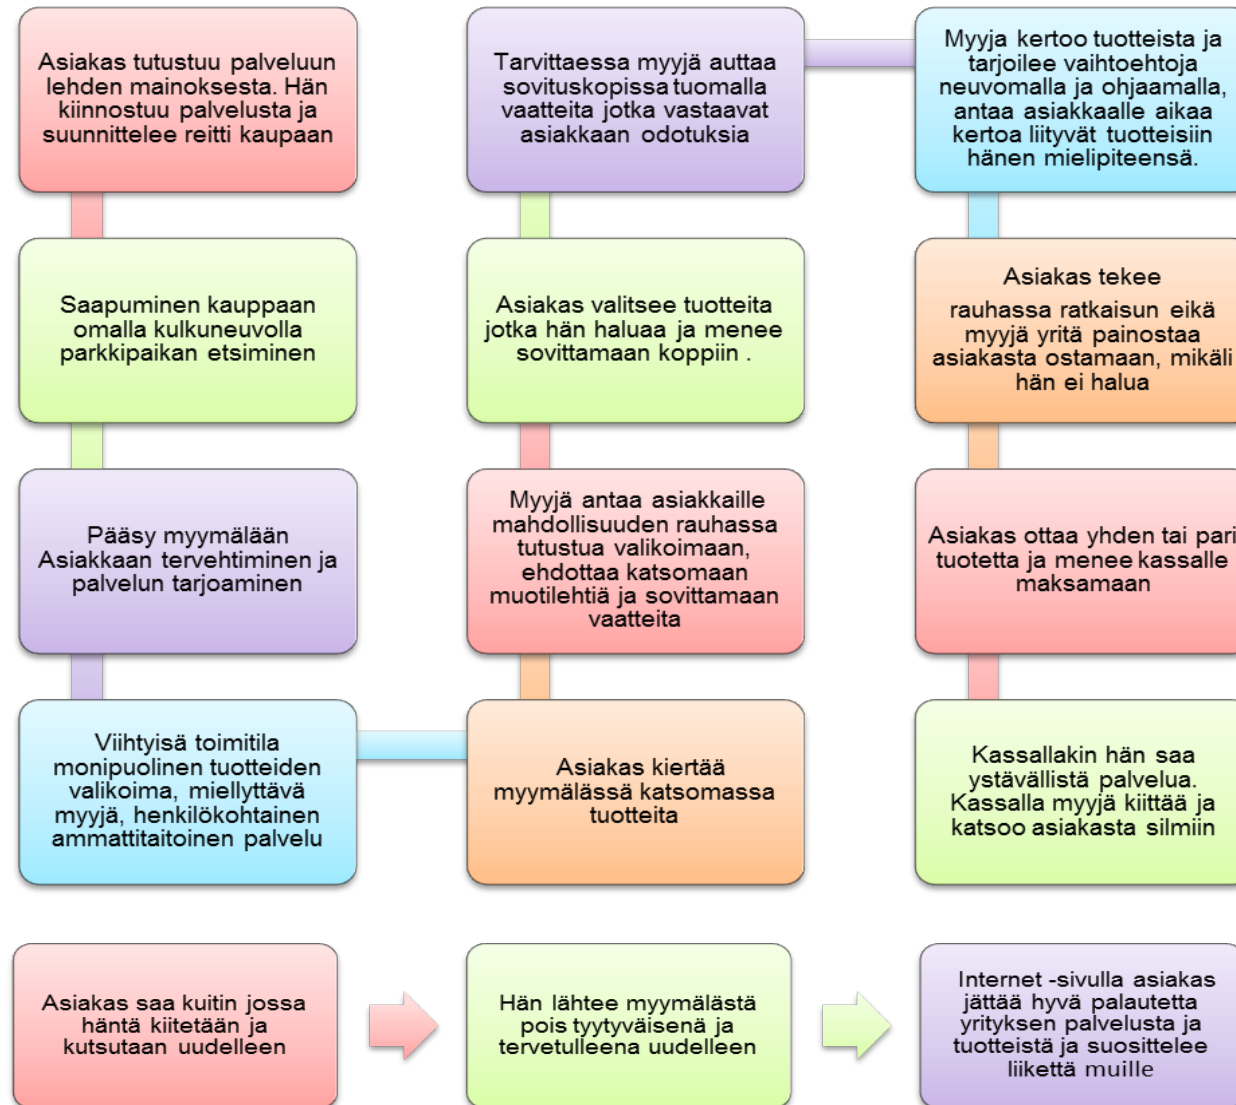 Asiakas tutustuu palveluun
lehden mainoksesta. Hän
kiinnostuu palvelusta ja
suunnittelee reitti kaupaan
Saapuminen kauppaan
omalla kulkuneuvolla
parkkipaikan etsiminen
Pääsy myymälään
Asiakkaan tervehtiminen ja
palvelun tarjoaminen
Viihtyisä toimitila
monipuolinen tuotteiden
valikoima, miellyttävä
myyjä, henkilökohtainen
ammattitaitoinen palvelu
Asiakas kiertää
myymälässä katsomassa
tuotteita
Myyjä antaa asiakkaille
mahdollisuuden rauhassa
tutustua valikoimaan,
ehdottaa katsomaan
muotilehtiä ja sovittamaan
vaatteita
Asiakas valitsee tuotteita
jotka hän haluaa ja menee
sovittamaan koppiin .
Tarvittaessa myyjä auttaa
sovituskopissa tuomalla
vaatteita jotka vastaavat
asiakkaan odotuksia
Myyja kertoo tuotteista ja
tarjoilee vaihtoehtoja
neuvomalla ja ohjaamalla,
antaa asiakkaalle aikaa
kertoa liityvät tuotteisiin
hänen mielipiteensä.
Asiakas tekee
rauhassa ratkaisun eikä
myyjä yritä painostaa
asiakasta ostamaan, mikäli
hän ei halua
Asiakas ottaa yhden tai pari
tuotetta ja menee kassalle
maksamaan
Kassallakin hän saa
ystävällistä palvelua.
Kassalla myyjä kiittää ja
katsoo asiakasta silmiin
Asiakas saa kuitin jossa
häntä kiitetään ja
kutsutaan uudelleen
Hän lähtee myymälästä
pois tyytyväisenä ja
tervetulleena uudelleen
Internet -sivulla asiakas
jättää hyvä palautetta
yrityksen palvelusta ja
tuotteistä ja suosittelee
liikettä muille